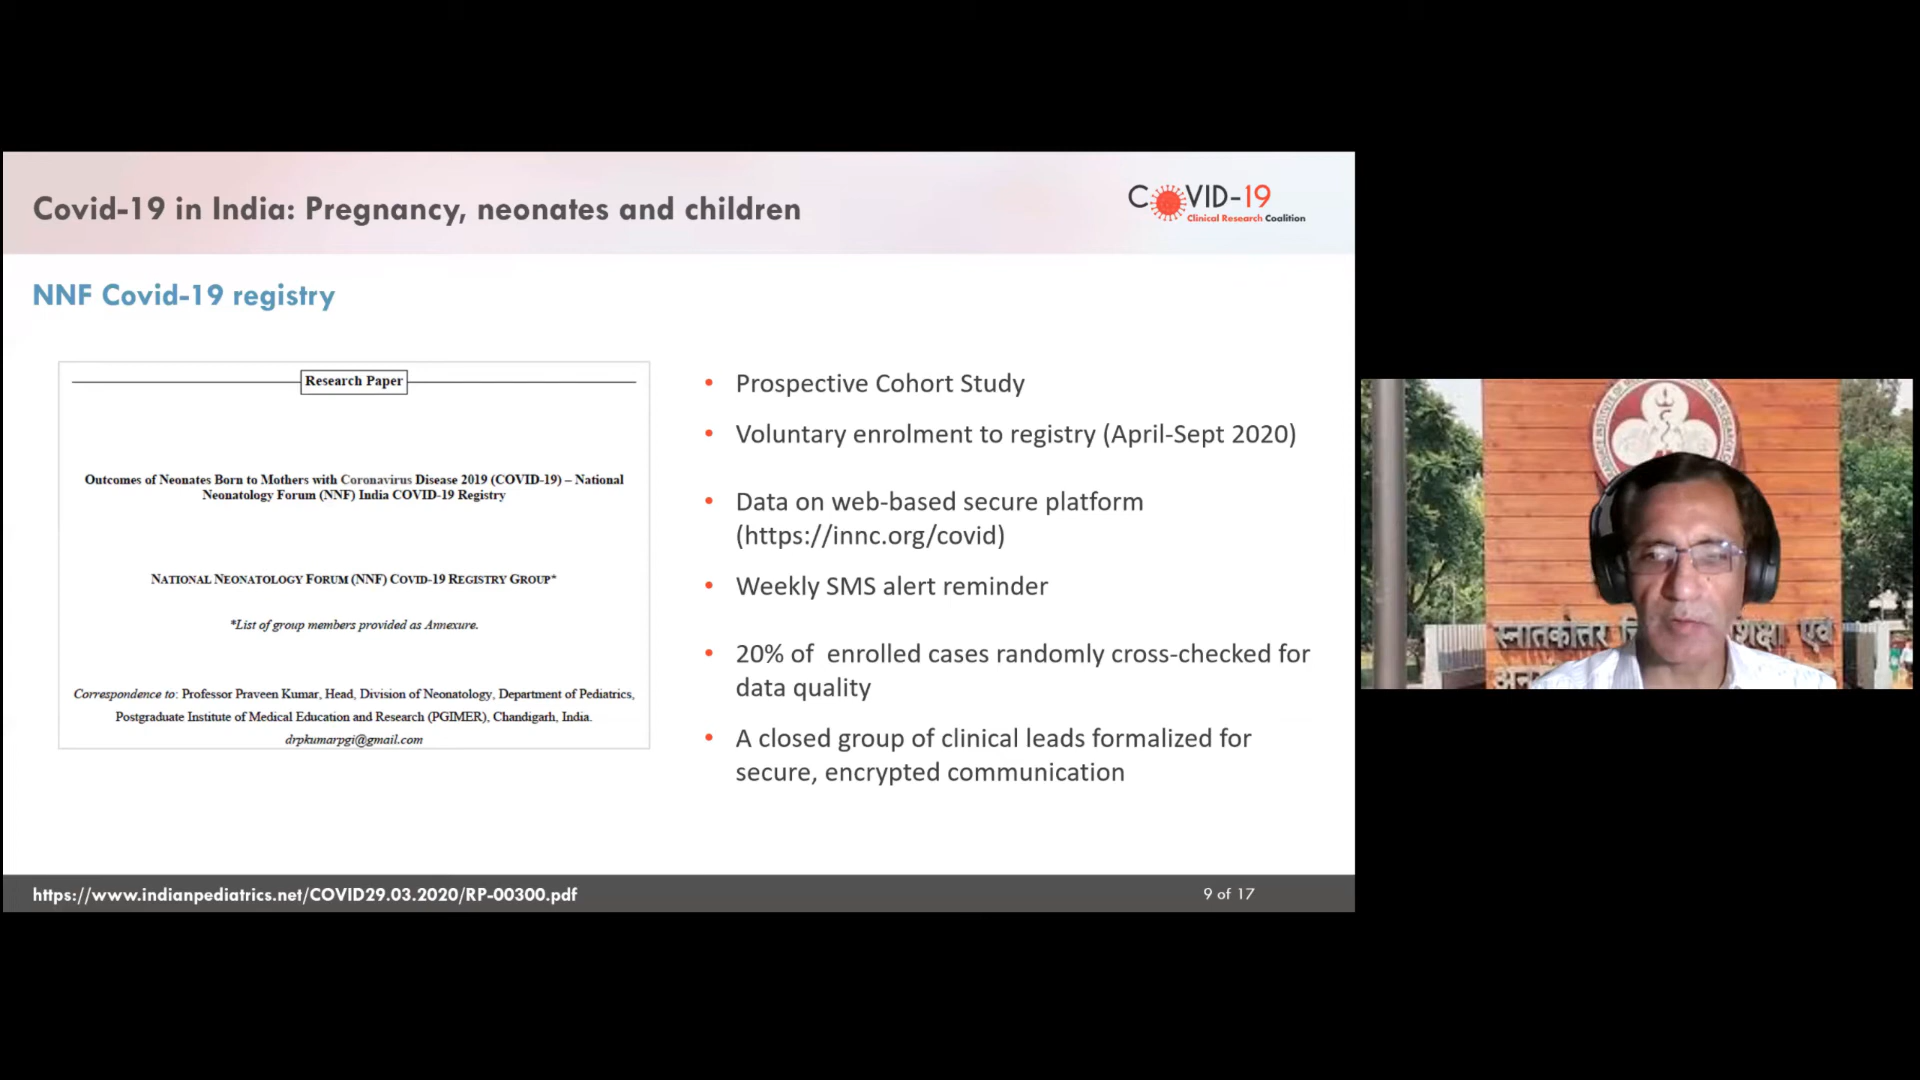 Covid-19 in India: Pregnancy, neonates and children
COVID-19
Clinical Research Coalition
NNF Covid-19 registry
Research Paper
Outcomes of Neonates Born to Mothers with Coronavirus Disease 2019 (COVID-19) – National
Neonatology Forum (NNF) India COVID-19 Registry
NATIONAL NEONATOLOGY FORUM (NNF) COVID-19 REGISTRY GROUP*
*List of group members provided as Annexure.
Correspondence to: Professor Praveen Kumar, Head, Division of Neonatology, Department of Pediatrics,
Postgraduate Institute of Medical Education and Research (PGIMER), Chandigarh, India.
drpkumarpgi@gmail.com
• Prospective Cohort Study
• Voluntary enrolment to registry (April-Sept 2020)
• Data on web-based secure platform
(https://innc.org/covid)
• Weekly SMS alert reminder
• 20% of  enrolled cases randomly cross-checked for
data quality
• A closed group of clinical leads formalized for
secure, encrypted communication
https://www.indianpediatrics.net/COVID29.03.2020/RP-00300.pdf
9 of 17
स्नातकोत्तर
एवं